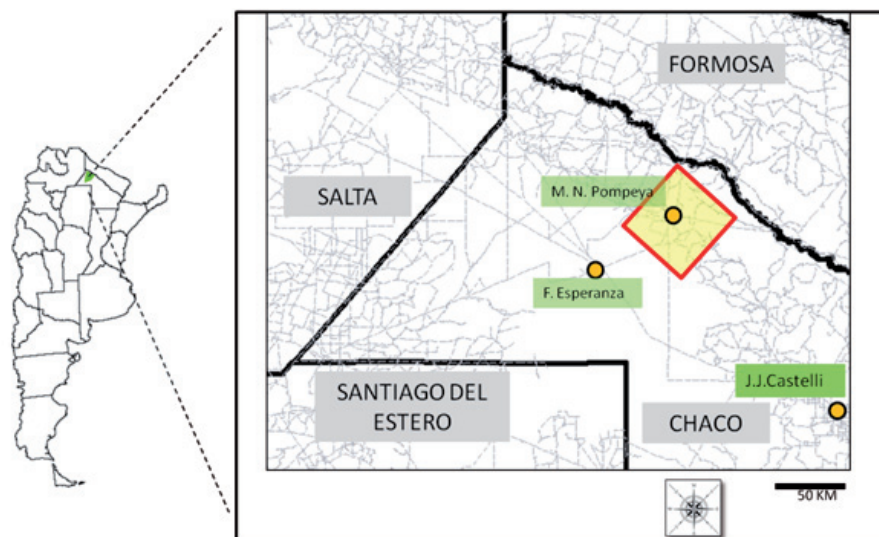 FORMOSA
SALTA
M. N. Pompeya
F. Esperanza
J.J.Castelli
SANTIAGO DEL
ESTERO
CHACO
50 KM